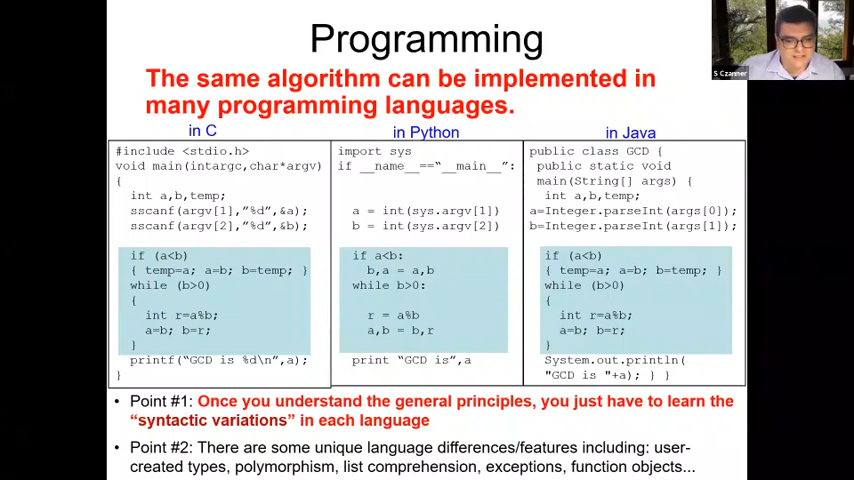 Programming
S Czanner
The same algorithm can be implemented in
many programming languages.
in C
in Python
in Java
#include <stdio.h>
void main(intargc,char*argv)
{
int a,b,temp;
sscanf(argv[1],”%d”,&a);
sscanf(argv[2],”%d”,&b);
if (a<b)
{ temp=a; a=b; b=temp; }
while (b>0)
{
int r=a%b;
a=b; b=r;
}
printf(“GCD is %d\n”,a);
}
import sys
if __name__==“__main__”:
a = int(sys.argv[1])
b = int(sys.argv[2])
if a<b:
b,a = a,b
while b>0:
r = a%b
a,b = b,r
print “GCD is”,a
public class GCD {
public static void
main(String[] args) {
int a,b,temp;
a=Integer.parseInt(args[0]);
b=Integer.parseInt(args[1]);
if (a<b)
{ temp=a; a=b; b=temp; }
while (b>0)
{
int r=a%b;
a=b; b=r;
}
System.out.println(
"GCD is "+a); } }
• Point #1: Once you understand the general principles, you just have to learn the
“syntactic variations” in each language
• Point #2: There are some unique language differences/features including: user-
created types, polymorphism, list comprehension, exceptions, function objects...